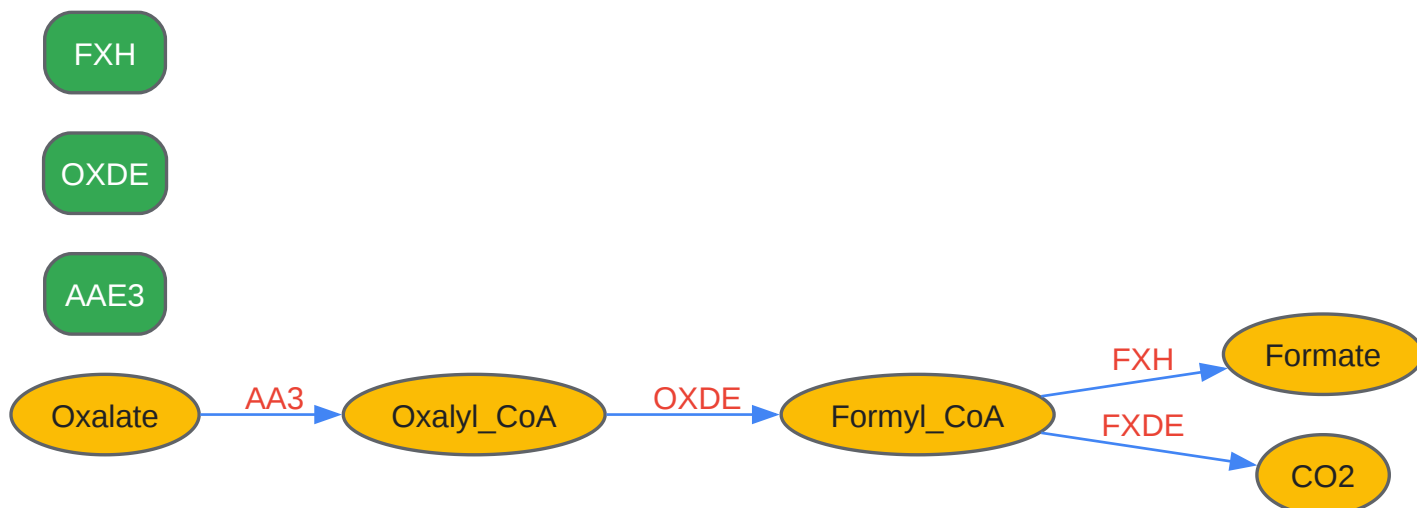 FXH
OXDE
AAE3
Oxalate
AA3
Oxalyl_CoA
OXDE
Formyl_CoA
FXH
Formate
FXDE
CO2